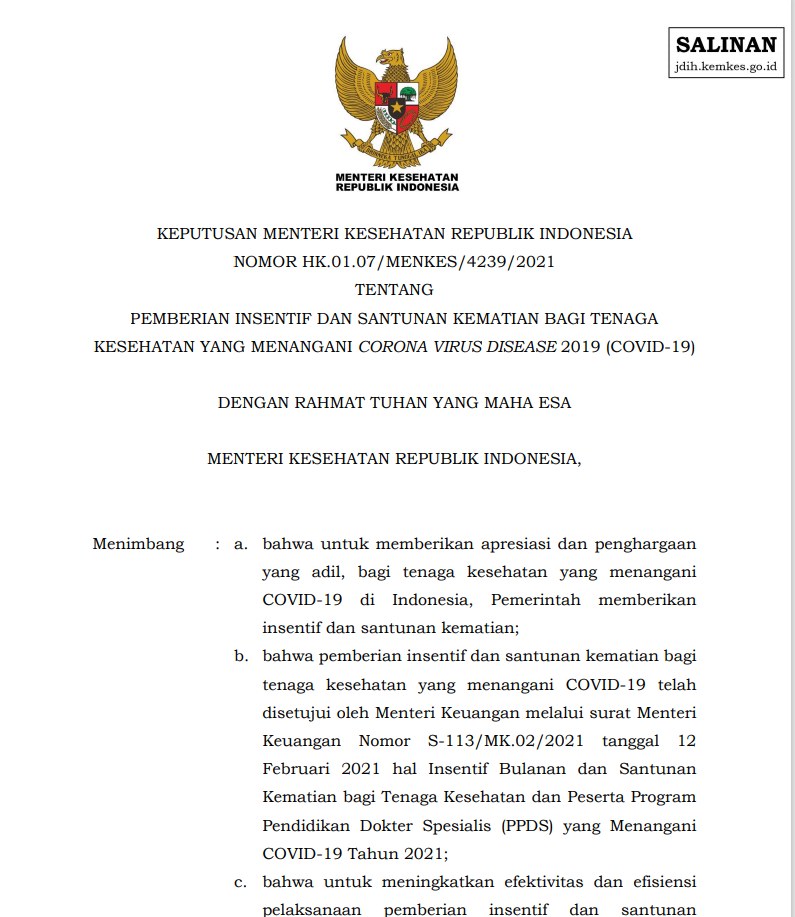 SALINAN
jdih.kemkes.go.id
MENTERI KESEHATAN
REPUBLIK INDONESIA
KEPUTUSAN MENTERI KESEHATAN REPUBLIK INDONESIA
NOMOR HK.01.07/MENKES/4239/2021
TENTANG
PEMBERIAN INSENTIF DAN SANTUNAN KEMATIAN BAGI TENAGA
KESEHATAN YANG MENANGANI CORONA VIRUS DISEASE 2019 (COVID-19)
DENGAN RAHMAT TUHAN YANG MAHA ESA
MENTERI KESEHATAN REPUBLIK INDONESIA,
Menimbang : a. bahwa untuk memberikan apresiasi dan penghargaan
yang adil, bagi tenaga kesehatan yang menangani
COVID-19 di Indonesia, Pemerintah memberikan
insentif dan santunan kematian;
b. bahwa pemberian insentif dan santunan kematian bagi
tenaga kesehatan yang menangani COVID-19 telah
disetujui oleh Menteri Keuangan melalui surat Menteri
Keuangan Nomor S-113/MK.02/2021 tanggal 12
Februari 2021 hal Insentif Bulanan dan Santunan
Kematian bagi Tenaga Kesehatan dan Peserta Program
Pendidikan Dokter Spesialis (PPDS) yang Menangani
COVID-19 Tahun 2021;
c. bahwa untuk meningkatkan efektivitas dan efisiensi
pelaksanaan pemberian insentif dan santunan